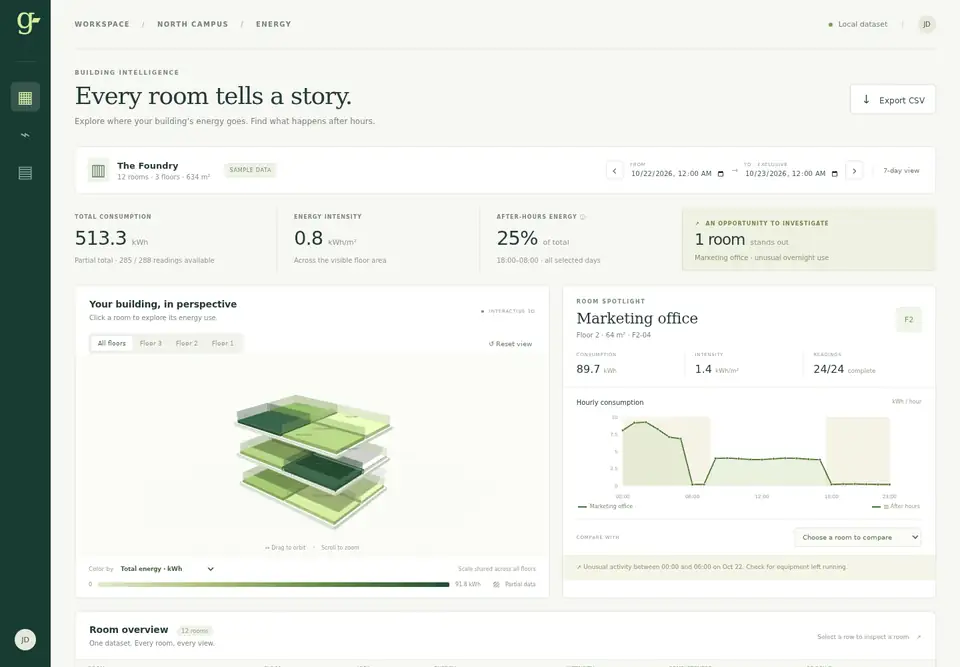 g
WORKSPACE / NORTH CAMPUS / ENERGY
Local dataset
JD
BUILDING INTELLIGENCE
Every room tells a story.
Explore where your building's energy goes. Find what happens after hours.
↓ Export CSV
The Foundry
12 rooms · 3 floors · 634 m²
SAMPLE DATA
FROM
10/22/2026, 12:00 AM
→
TO · EXCLUSIVE
10/23/2026, 12:00 AM
7-day view
TOTAL CONSUMPTION
513.3 kWh
Partial total · 285 / 288 readings available
ENERGY INTENSITY
0.8 kWh/m²
Across the visible floor area
AFTER-HOURS ENERGY ⓘ
25% of total
18:00–08:00 · all selected days
↗ AN OPPORTUNITY TO INVESTIGATE
1 room stands out
Marketing office · unusual overnight use
Your building, in perspective
Click a room to explore its energy use.
INTERACTIVE 3D
All floors
Floor 3
Floor 2
Floor 1
↺ Reset view
↔ Drag to orbit · Scroll to zoom
Color by Total energy · kWh
Scale shared across all floors
0
91.8 kWh
Partial data
ROOM SPOTLIGHT
Marketing office
Floor 2 · 64 m² · F2-04
F2
CONSUMPTION
89.7 kWh
INTENSITY
1.4 kWh/m²
READINGS
24/24 complete
Hourly consumption
kWh / hour
10
7.5
5
2.5
0
00:00
06:00
12:00
18:00
23:00
Marketing office
After hours
COMPARE WITH
Choose a room to compare
↗ Unusual activity between 00:00 and 06:00 on Oct 22. Check for equipment left running.
JD
Room overview
12 rooms
One dataset. Every room, every view.
Select a row to inspect a room ↗